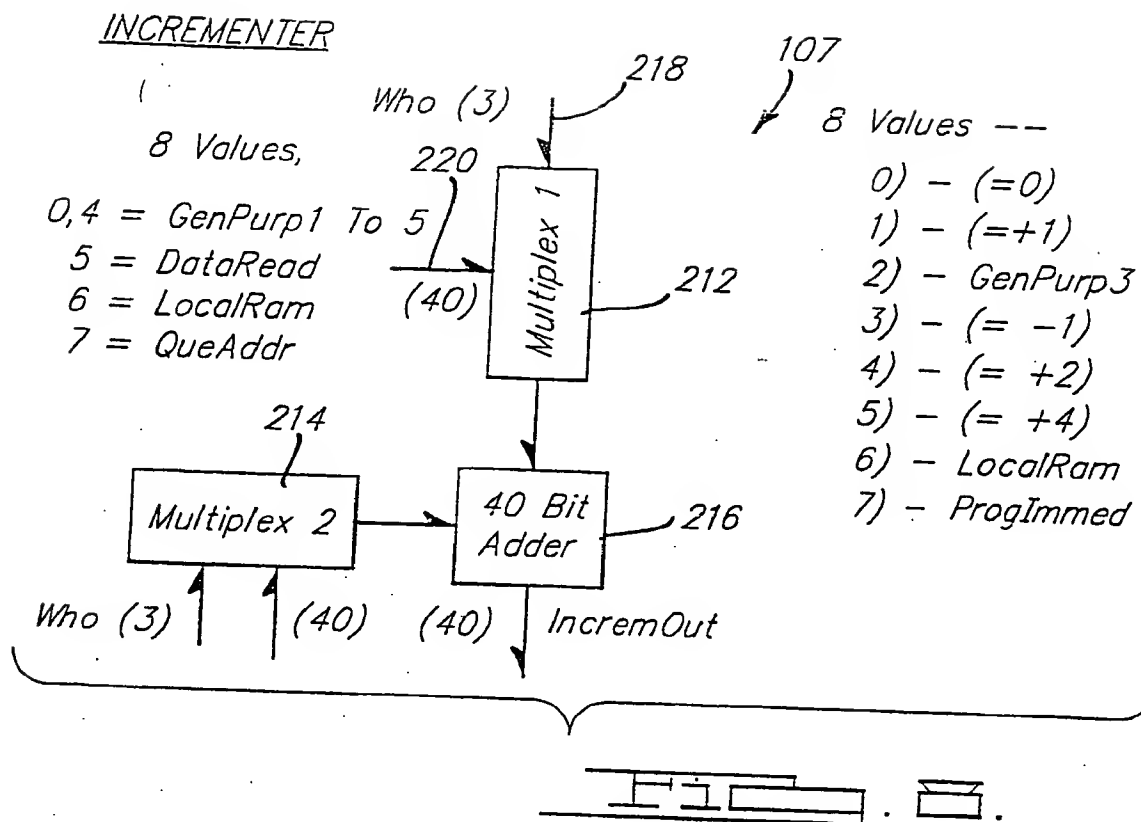 INCREMENTER
107
218
Who (3)
8 Values --
8 Values,
220
0) - (=0)
0,4 = GenPurp1 To 5
1) - (=+1)
5 = DataRead
Multiplex 1
2) - GenPurp3
6 = LocalRam
(40)
212
3) - (= -1)
7 = QueAddr
4) - (= +2)
214
5) - (= +4)
6) - LocalRam
Multiplex 2
40 Bit
Adder
216
7) - ProgImmed
Who (3)
(40)
(40)
IncremOut